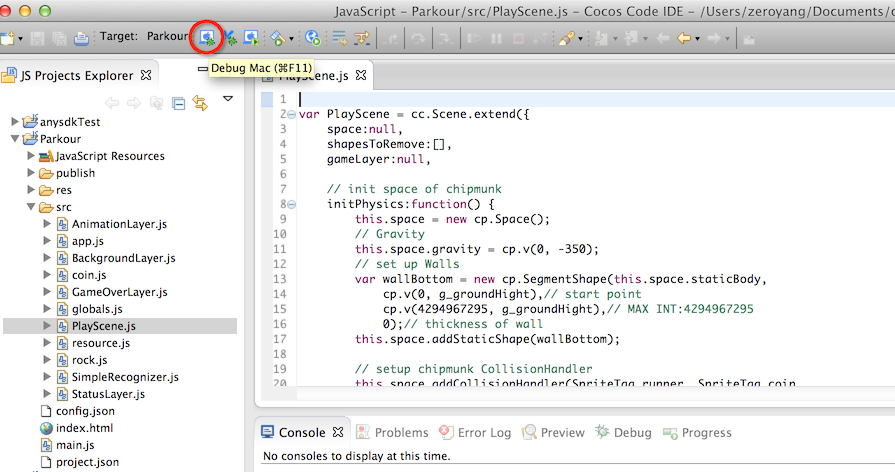 JavaScript - Parkour/src/PlayScene.js - Cocos Code IDE - /Users/zeroyang/Documents/c
Target: Parkour
Debug Mac (⌘F11)
JS Projects Explorer
PlayScene.js
anysdkTest
Parkour
JavaScript Resources
publish
res
src
AnimationLayer.js
app.js
BackgroundLayer.js
coin.js
GameOverLayer.js
globals.js
PlayScene.js
resource.js
rock.js
SimpleRecognizer.js
StatusLayer.js
config.json
index.html
main.js
project.json
1
2 var PlayScene = cc.Scene.extend({
3 space:null,
4 shapesToRemove:[],
5 gameLayer:null,
6
7 // init space of chipmunk
8 initPhysics:function() {
9 this.space = new cp.Space();
10 // Gravity
11 this.space.gravity = cp.v(0, -350);
12 // set up Walls
13 var wallBottom = new cp.SegmentShape(this.space.staticBody,
14 cp.v(0, g_groundHight),// start point
15 cp.v(4294967295, g_groundHight),// MAX INT:4294967295
16 0);// thickness of wall
17 this.space.addStaticShape(wallBottom);
18
19 // setup chipmunk CollisionHandler
20 this.space.addCollisionHandler(SpriteTag.runner, SpriteTag.coin,
Console Problems Error Log Preview Debug Progress
No consoles to display at this time.